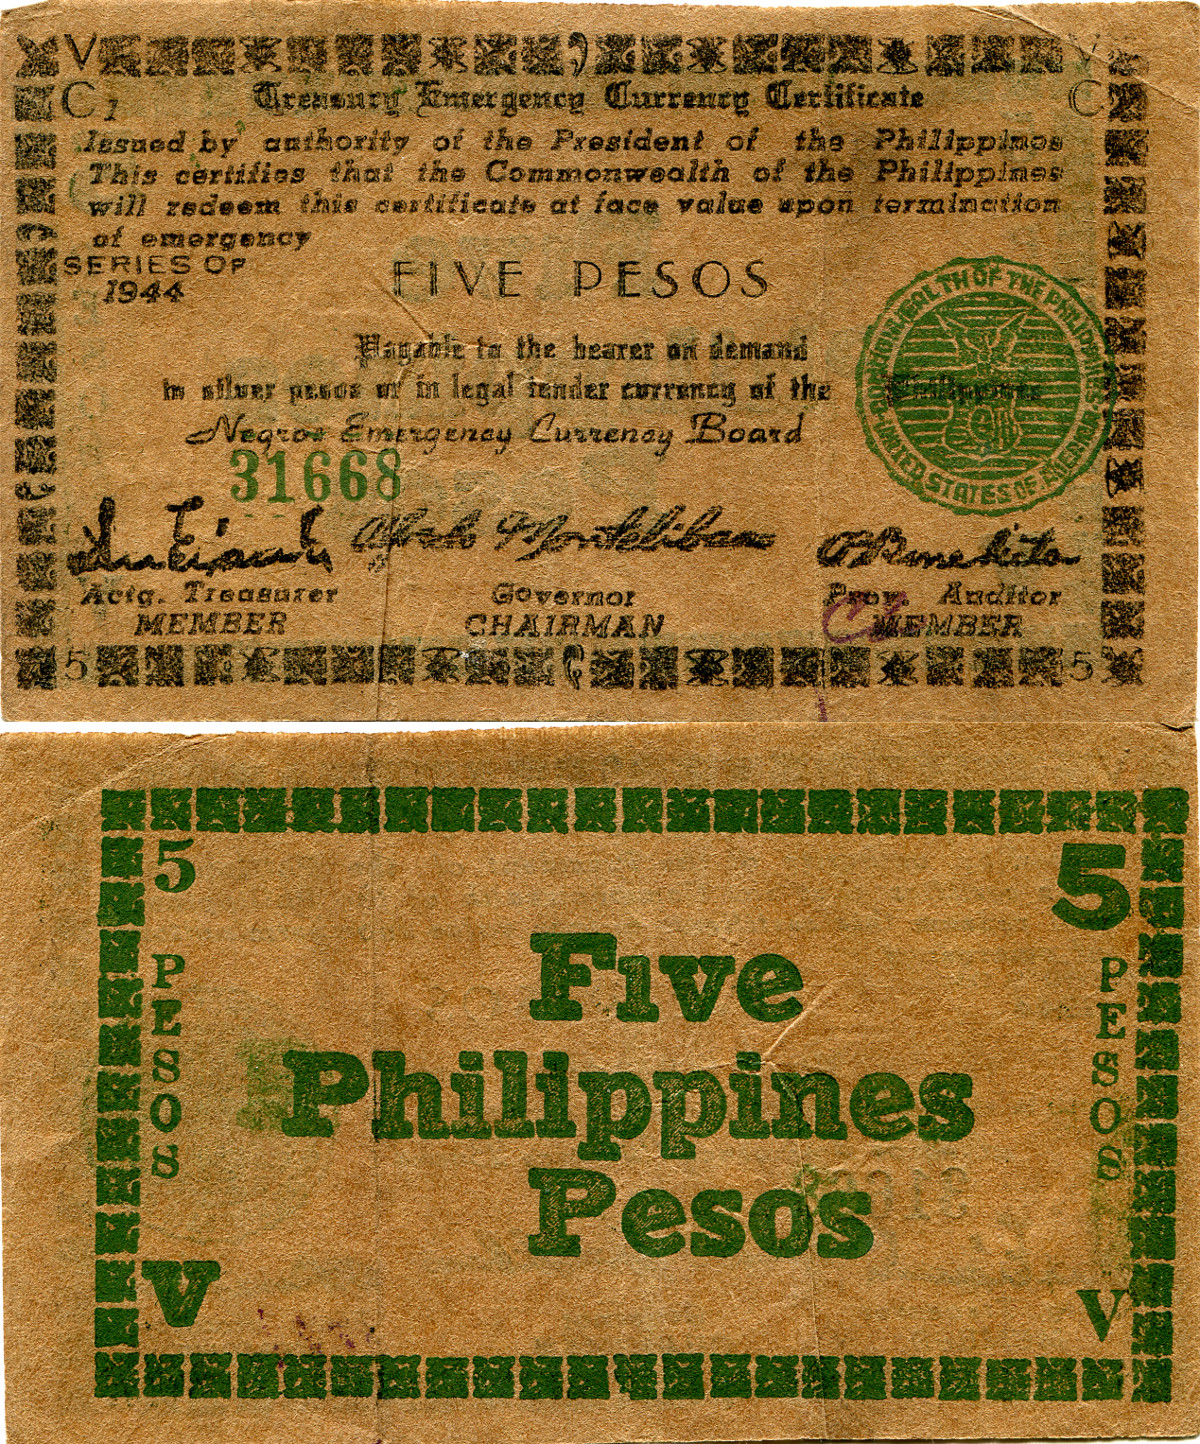 V V
C1 C
Treasury Emergency Currency Certificate
Issued by authority of the President of the Philippines
This certifies that the Commonwealth of the Philippines
will redeem this certificate at face value upon termination
of emergency
SERIES OF
1944
FIVE PESOS
COMMONWEALTH OF THE PHILIPPINES
UNITED STATES OF AMERICA
Payable to the bearer on demand
in silver pesos or in legal tender currency of the Philippines
Negros Emergency Currency Board
31668
Actg. Treasurer Governor Prov. Auditor
MEMBER CHAIRMAN MEMBER
5 5
5 5
PESOS
PESOS
Five
Philippines
Pesos
V V